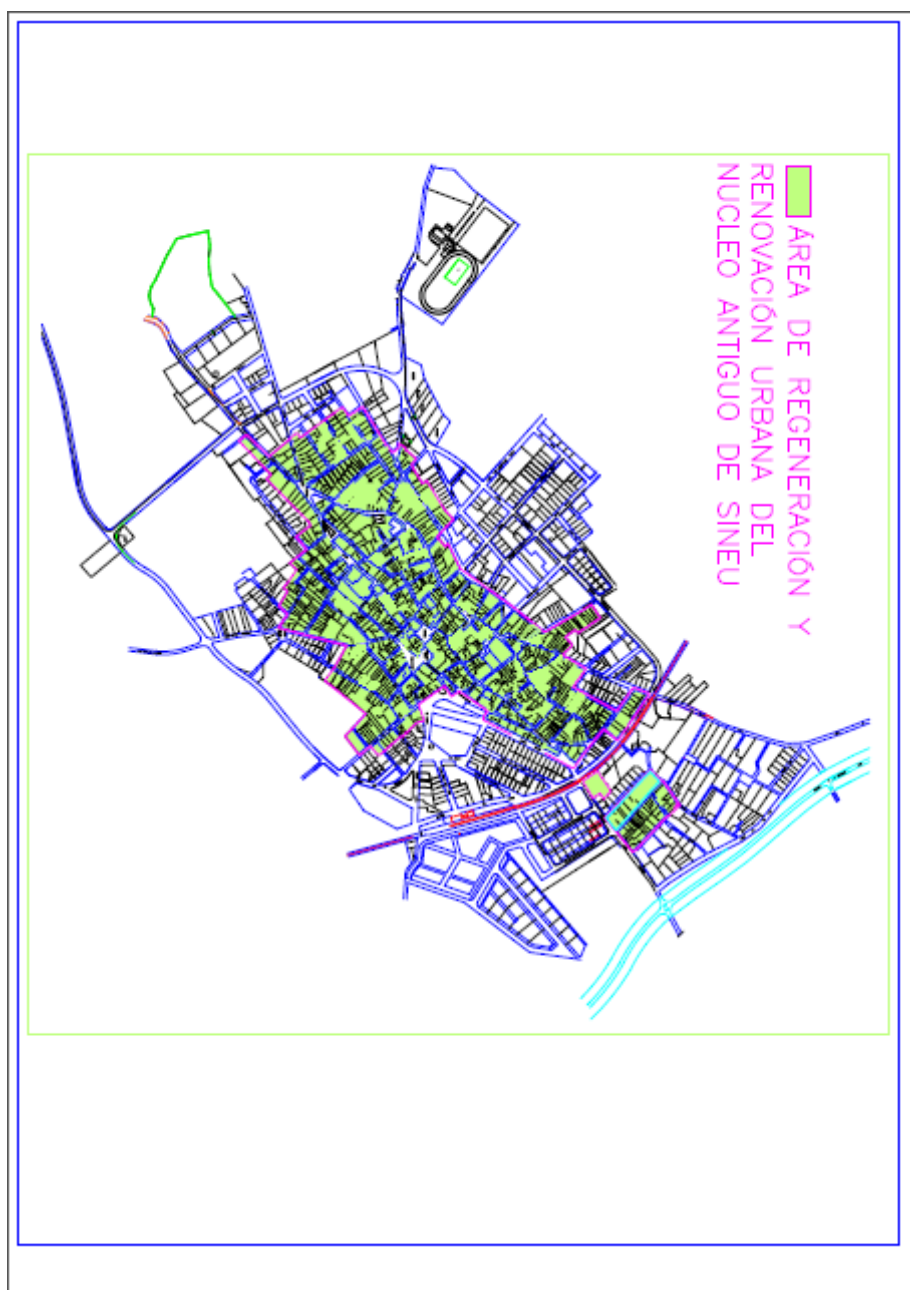 ÁREA DE REGENERACIÓN Y
RENOVACIÓN URBANA DEL
NUCLEO ANTIGUO DE SINEU